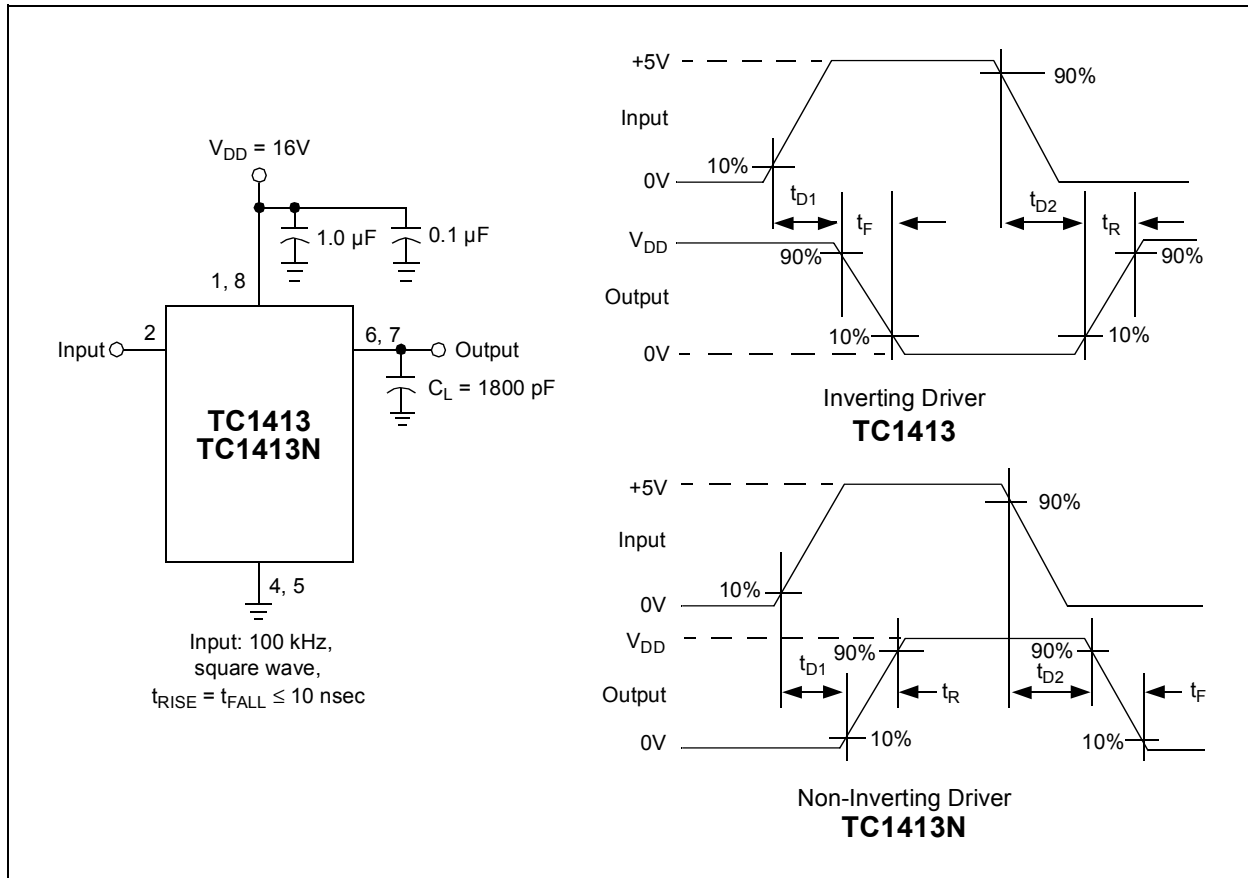 V_DD = 16V
1.0 µF
0.1 µF
1, 8
2
6, 7
Input
Output
C_L = 1800 pF
TC1413
TC1413N
4, 5
Input: 100 kHz,
square wave,
t_RISE = t_FALL ≤ 10 nsec
+5V
90%
Input
10%
0V
t_D1
t_F
t_D2
t_R
V_DD
90%
90%
Output
10%
10%
0V
Inverting Driver
TC1413
+5V
90%
Input
10%
0V
V_DD
t_D1
90%
t_R
90%
t_D2
t_F
Output
0V
10%
10%
Non-Inverting Driver
TC1413N